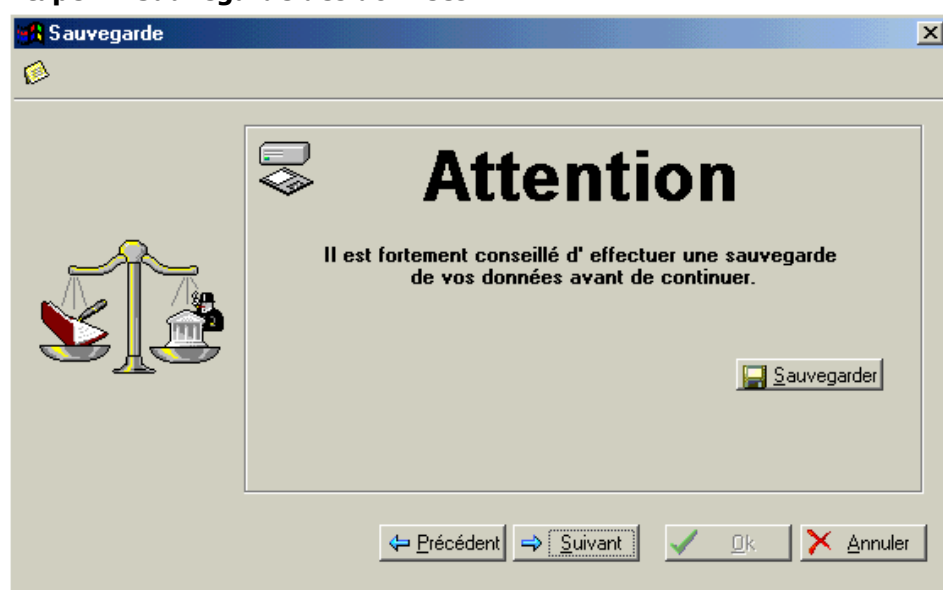 Sauvegarde
Attention
Il est fortement conseillé d' effectuer une sauvegarde
de vos données avant de continuer.
Sauvegarder
Précédent
Suivant
Ok
Annuler